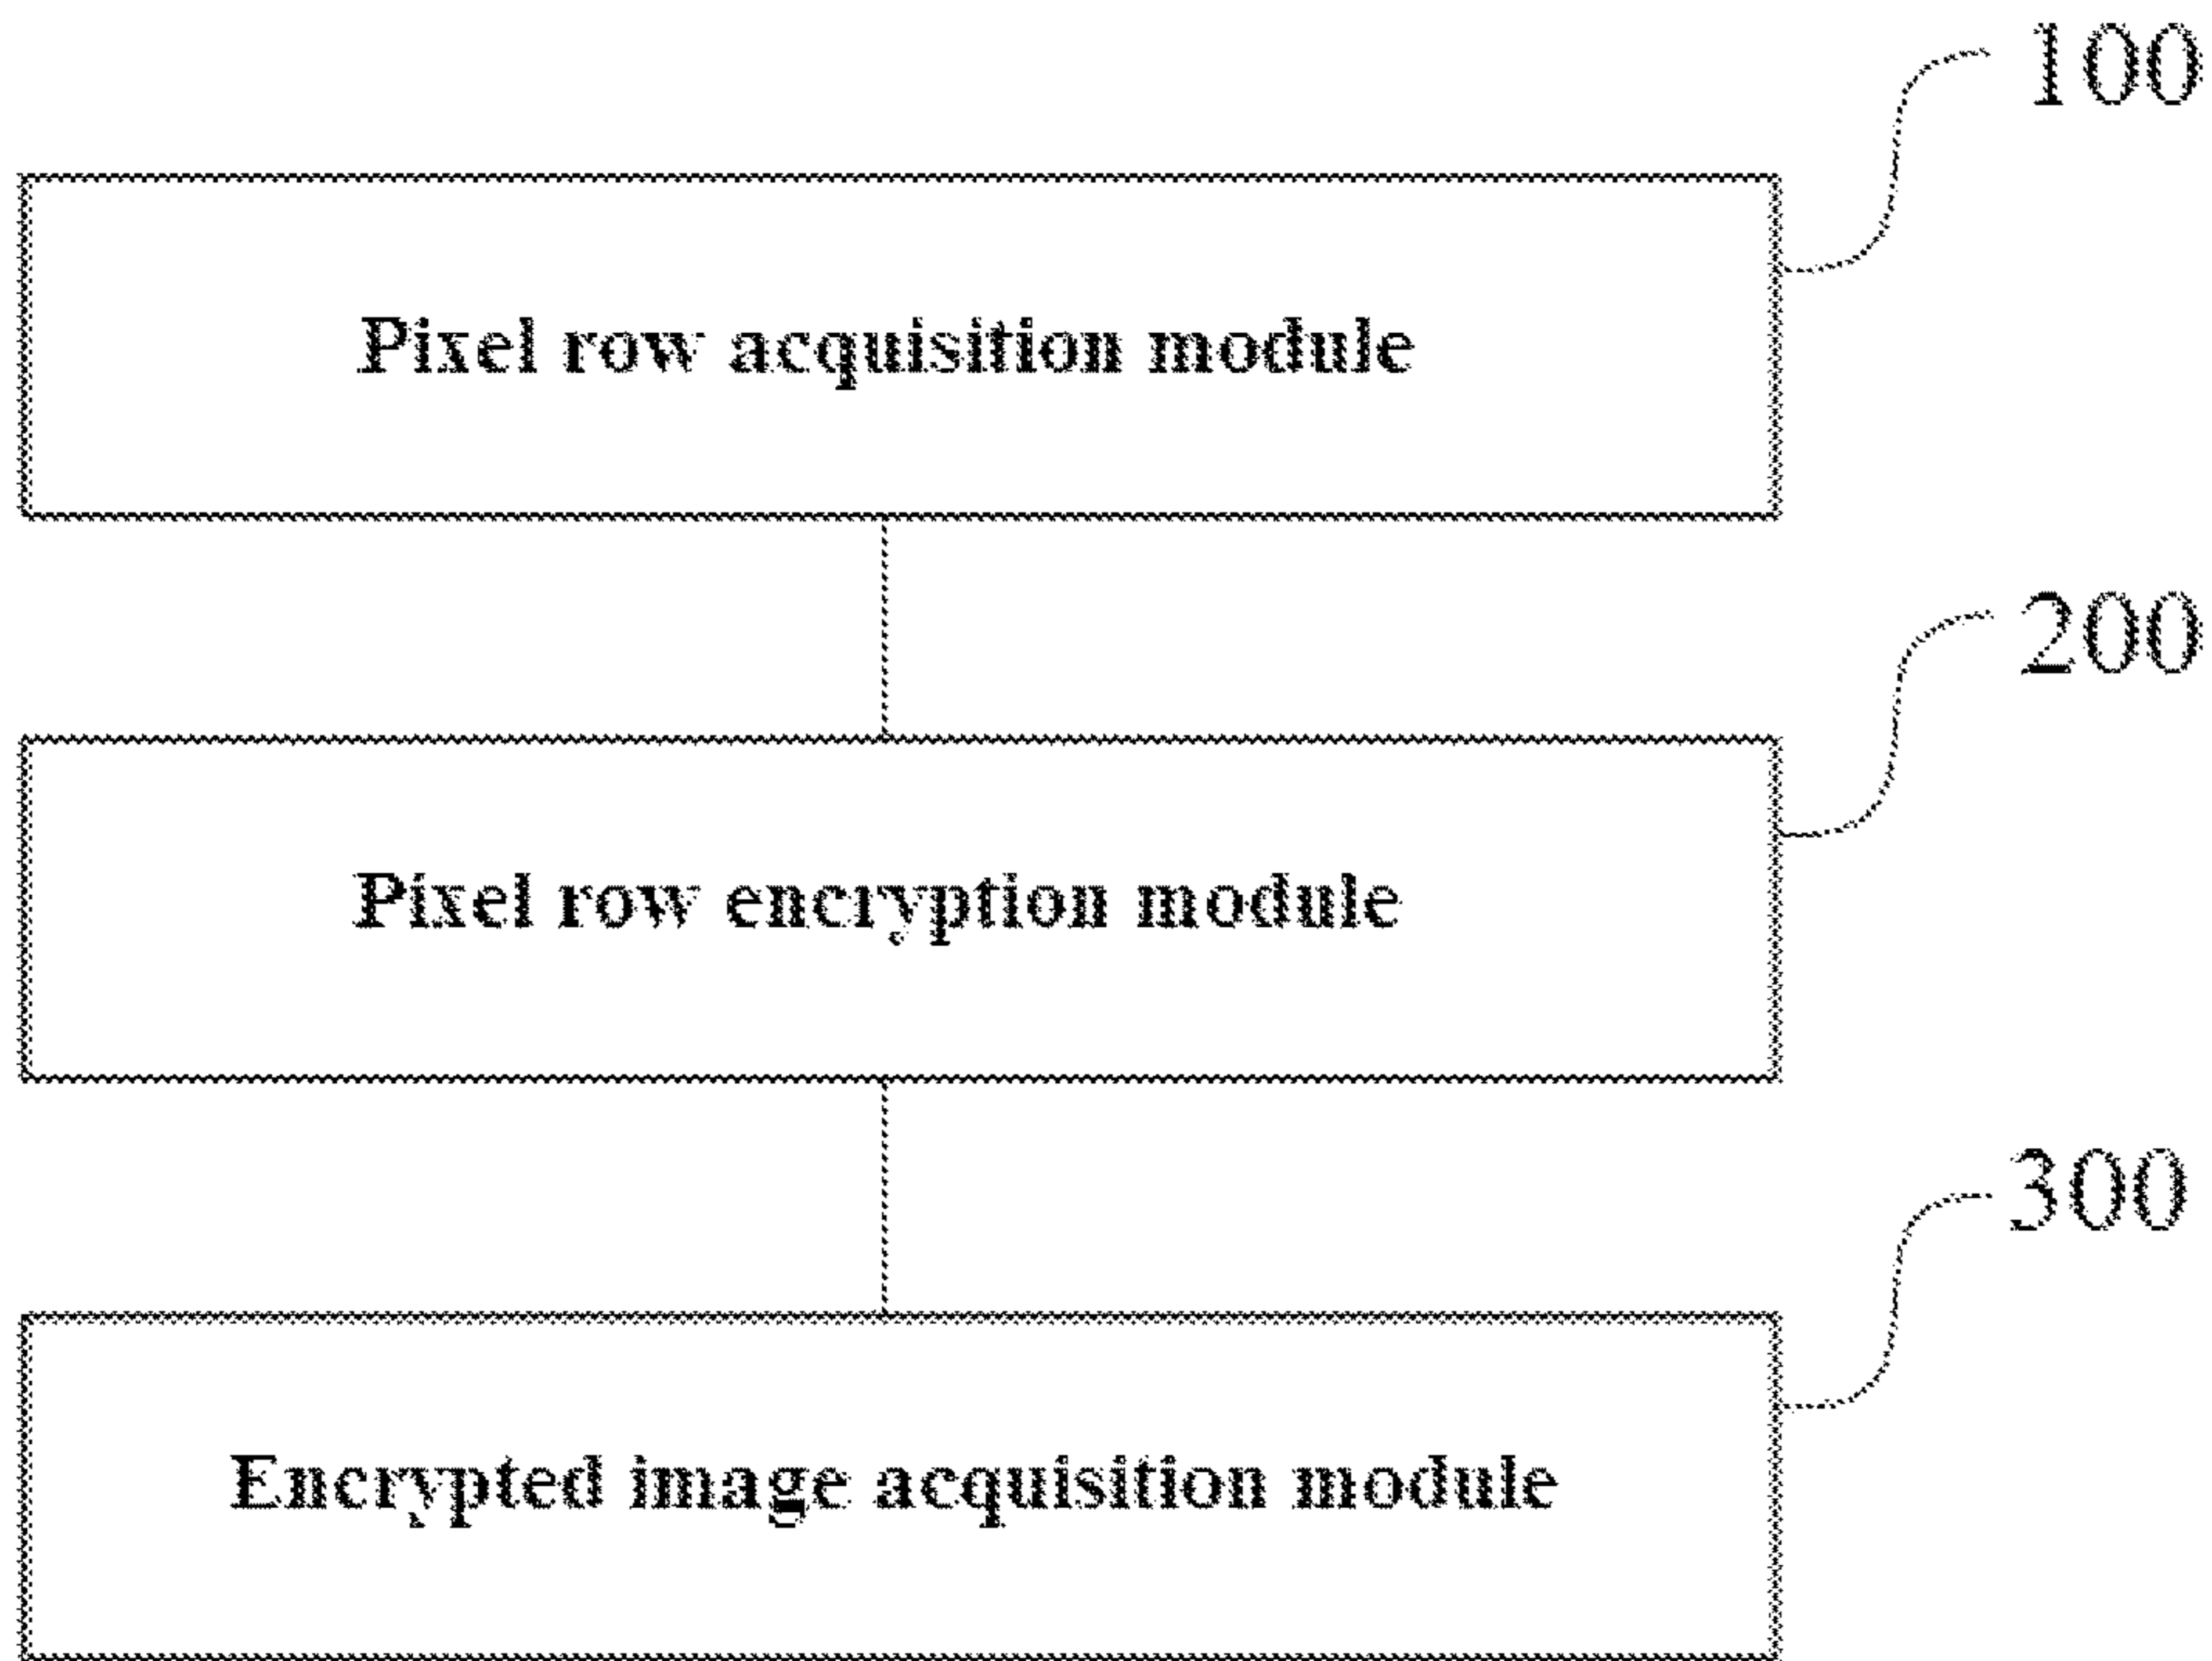 100
Pixel row acquisition module
200
Pixel row encryption module
300
Encrypted image acquisition module